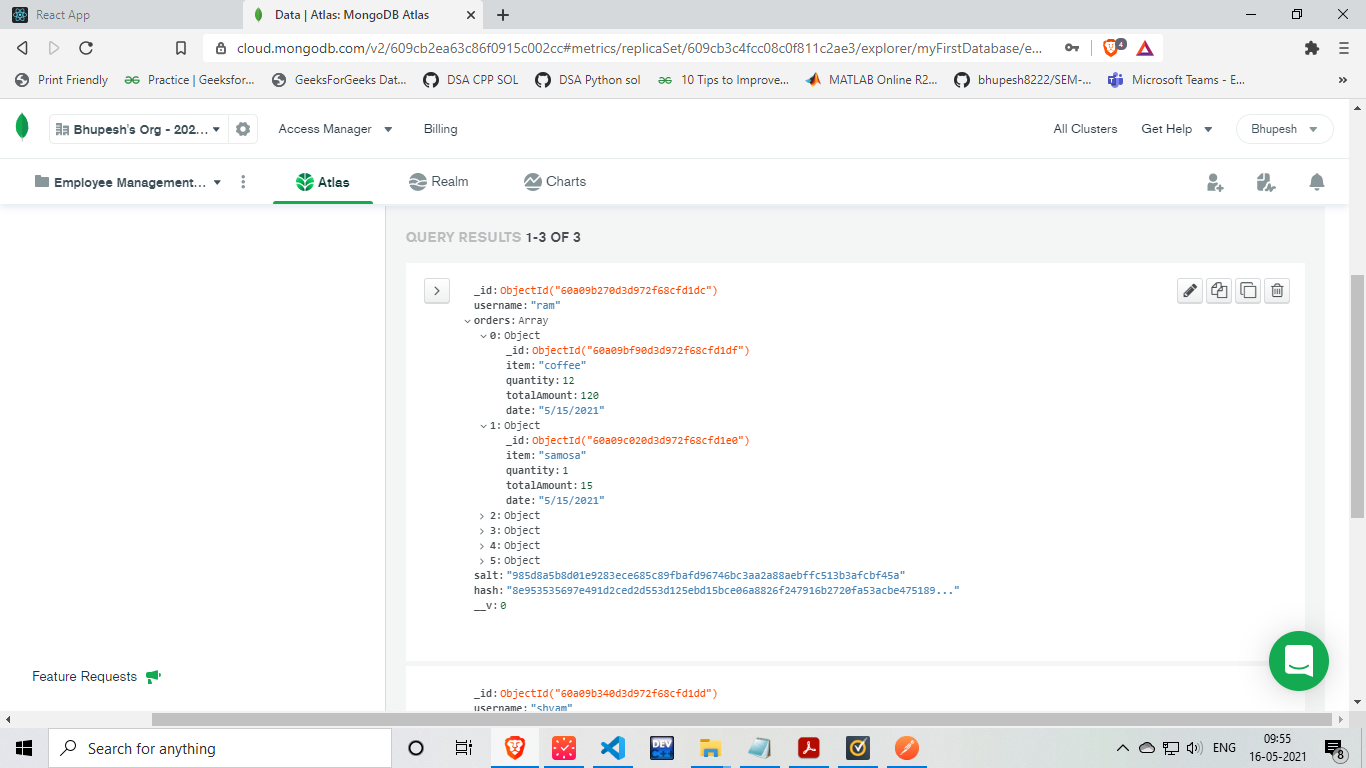 React App
Data | Atlas: MongoDB Atlas
cloud.mongodb.com/v2/609cb2ea63c86f0915c002cc#metrics/replicaSet/609cb3c4fcc08c0f811c2ae3/explorer/myFirstDatabase/e...
4
Print Friendly
Practice | Geeksfor...
GeeksForGeeks Dat...
DSA CPP SOL
DSA Python sol
10 Tips to Improve...
MATLAB Online R2...
bhupesh8222/SEM-...
Microsoft Teams - E...
»
Bhupesh's Org - 202...
Access Manager
Billing
All Clusters
Get Help
Bhupesh
Employee Management...
Atlas
Realm
Charts
QUERY RESULTS 1-3 OF 3
_id: ObjectId("60a09b270d3d972f68cfd1dc")
username: "ram"
orders: Array
0: Object
_id: ObjectId("60a09bf90d3d972f68cfd1df")
item: "coffee"
quantity: 12
totalAmount: 120
date: "5/15/2021"
1: Object
_id: ObjectId("60a09c020d3d972f68cfd1e0")
item: "samosa"
quantity: 1
totalAmount: 15
date: "5/15/2021"
2: Object
3: Object
4: Object
5: Object
salt: "985d8a5b8d01e9283ece685c89fbafd96746bc3aa2a88aebffc513b3afcbf45a"
hash: "8e953535697e491d2ced2d553d125ebd15bce06a8826f247916b2720fa53acbe475189..."
__v: 0
Feature Requests
_id: ObjectId("60a09b340d3d972f68cfd1dd")
username: "shyam"
Search for anything
DEV
ENG
09:55
16-05-2021
8